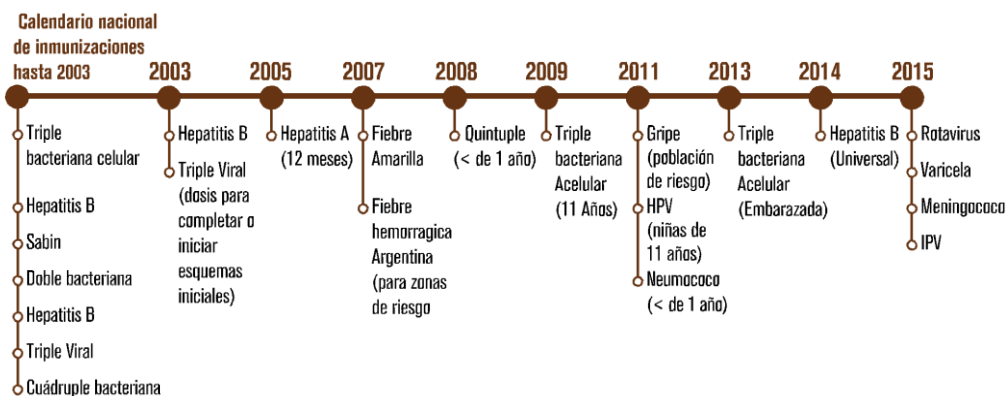 Calendario nacional
de inmunizaciones
hasta 2003
Triple
bacteriana celular
Hepatitis B
Sabin
Doble bacteriana
Hepatitis B
Triple Viral
Cuádruple bacteriana
2003
Hepatitis B
Triple Viral
(dosis para
completar o
iniciar
esquemas
iniciales)
2005
Hepatitis A
(12 meses)
2007
Fiebre
Amarilla
Fiebre
hemorragica
Argentina
(para zonas
de riesgo
2008
Quintuple
(< de 1 año)
2009
Triple
bacteriana
Acelular
(11 Años)
2011
Gripe
(población
de riesgo)
HPV
(niñas de
11 años)
Neumococo
(< de 1 año)
2013
Triple
bacteriana
Acelular
(Embarazada)
2014
Hepatitis B
(Universal)
2015
Rotavirus
Varicela
Meningococo
IPV